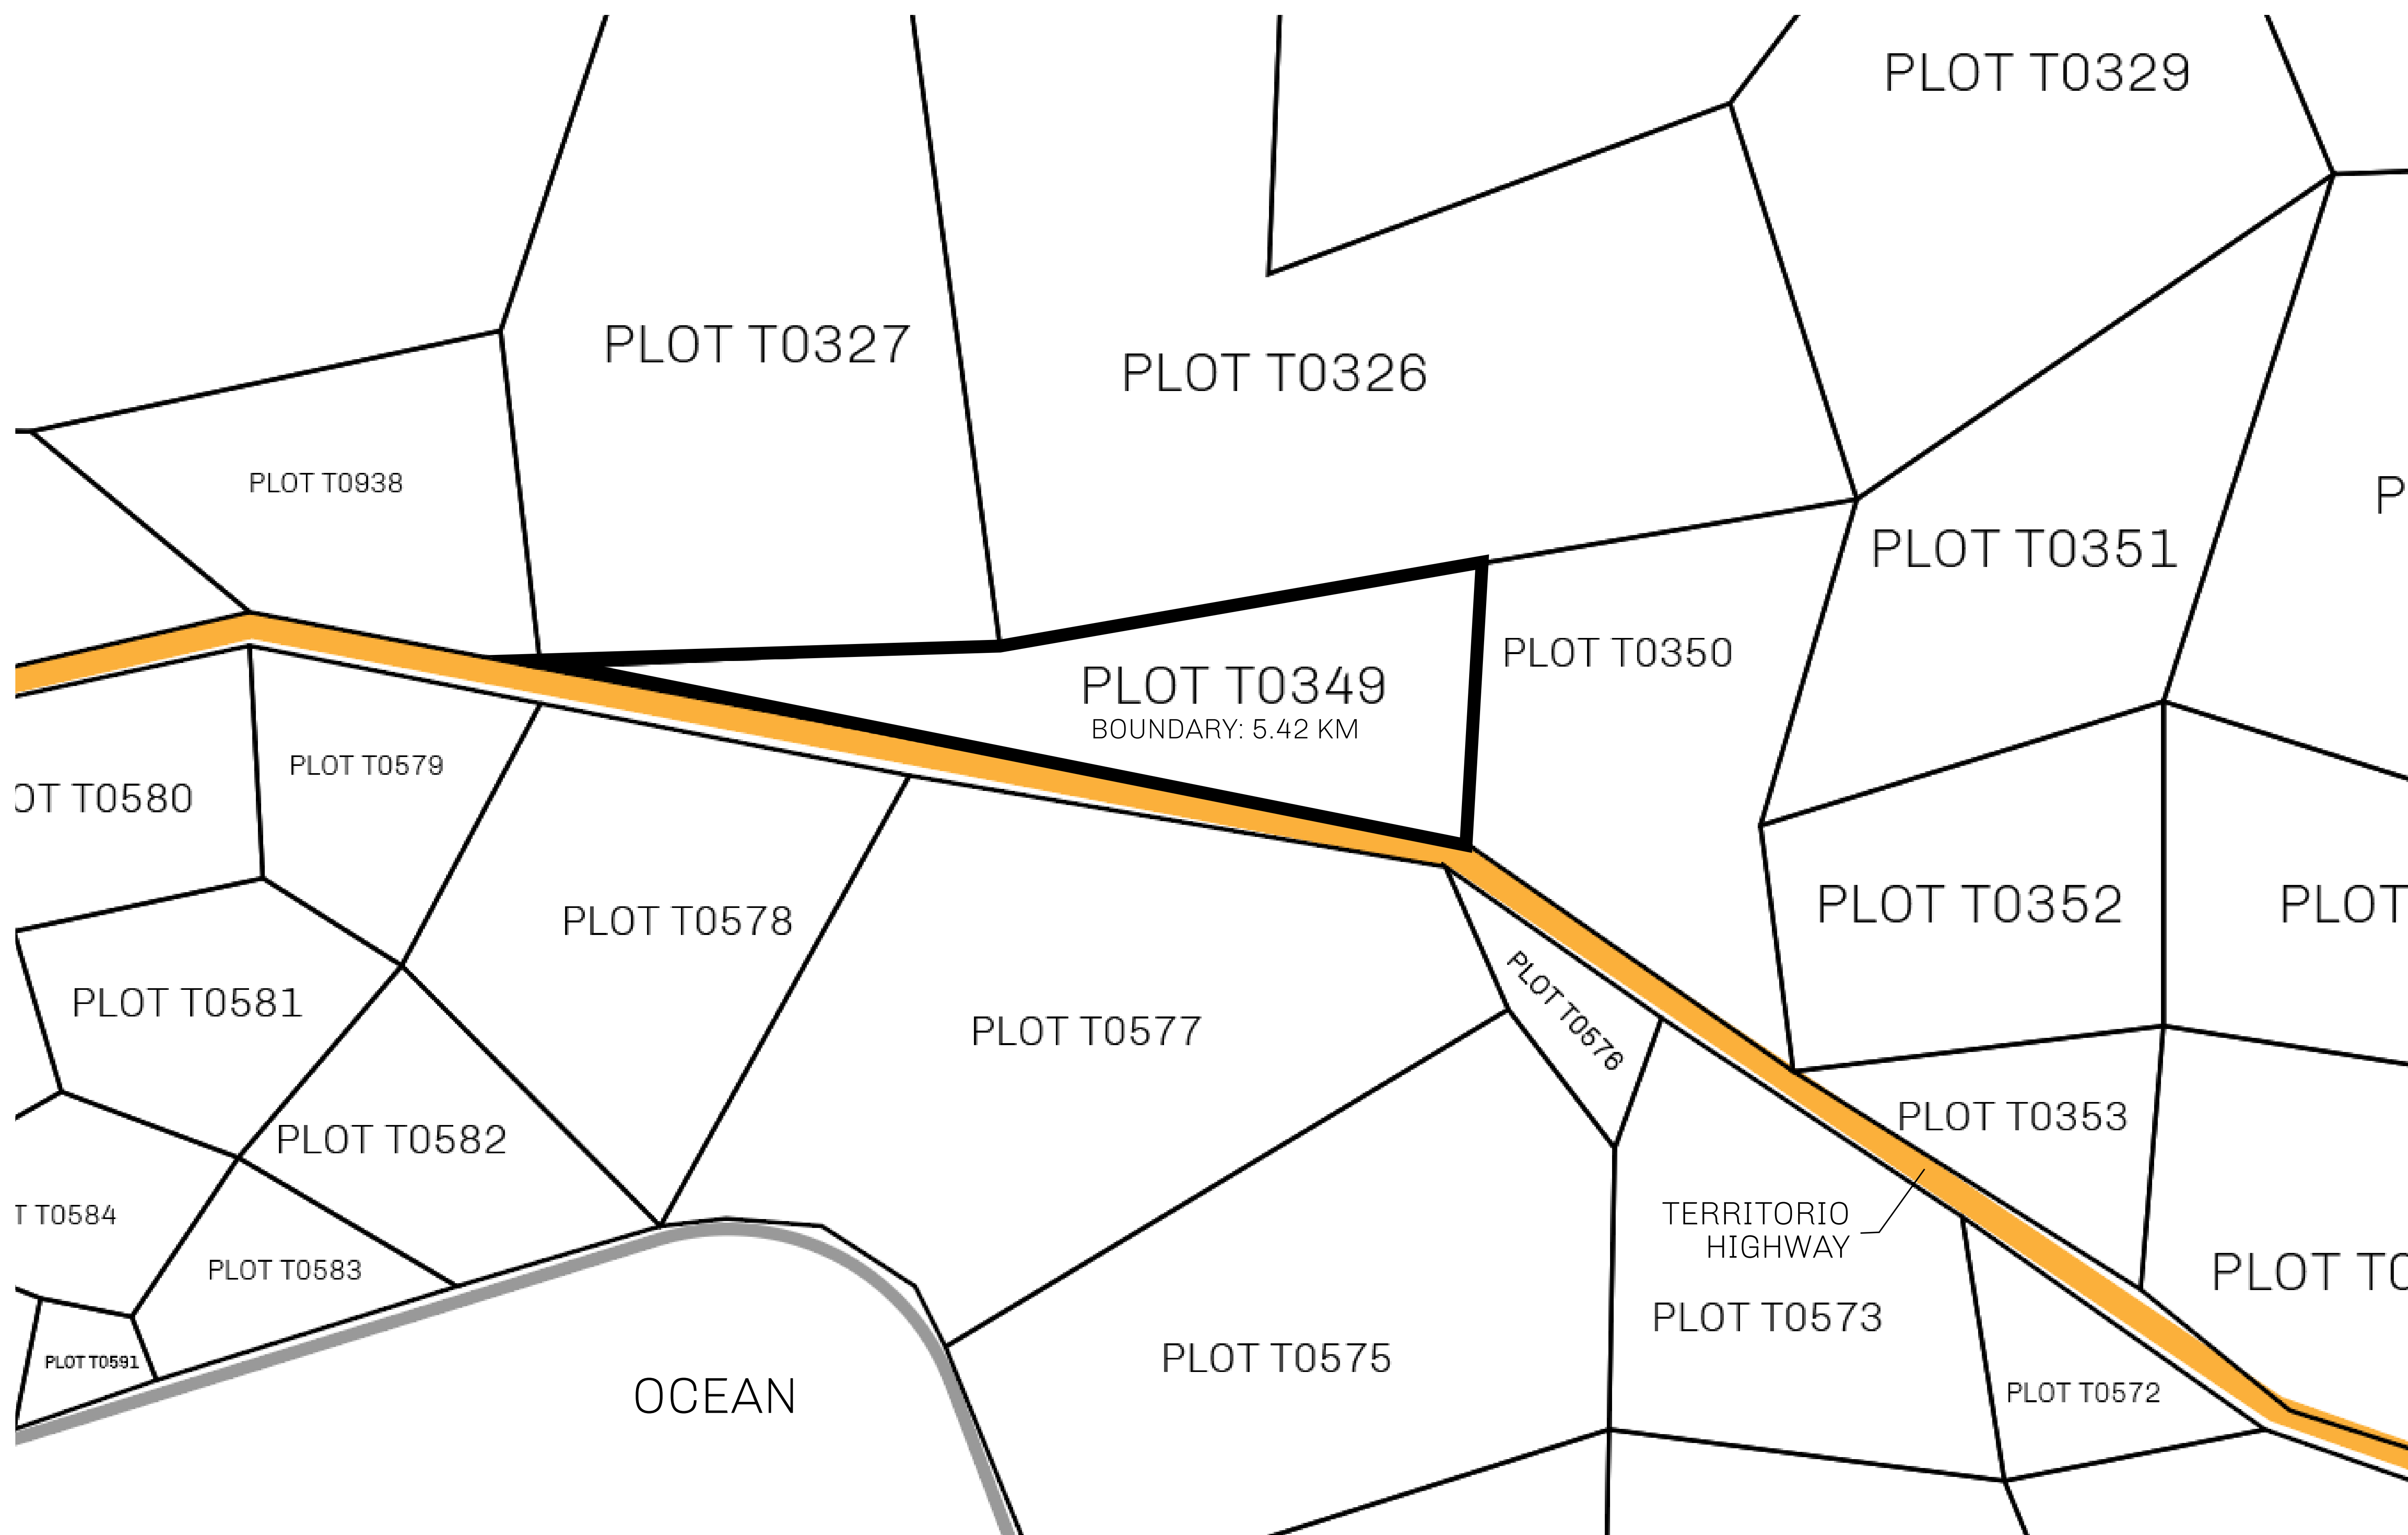 PLOT T0329
PLOT T0327
PLOT T0326
PLOT T0938
P
PLOT T0351
PLOT T0350
PLOT T0349
BOUNDARY: 5.42 KM
PLOT T0579
OT T0580
PLOT T0352
PLOT
PLOT T0578
PLOT T0581
PLOT T0577
PLOT T0576
PLOT T0353
PLOT T0582
T T0584
TERRITORIO
HIGHWAY
PLOT T0583
PLOT T0
PLOT T0573
PLOT T0591
PLOT T0575
OCEAN
PLOT T0572